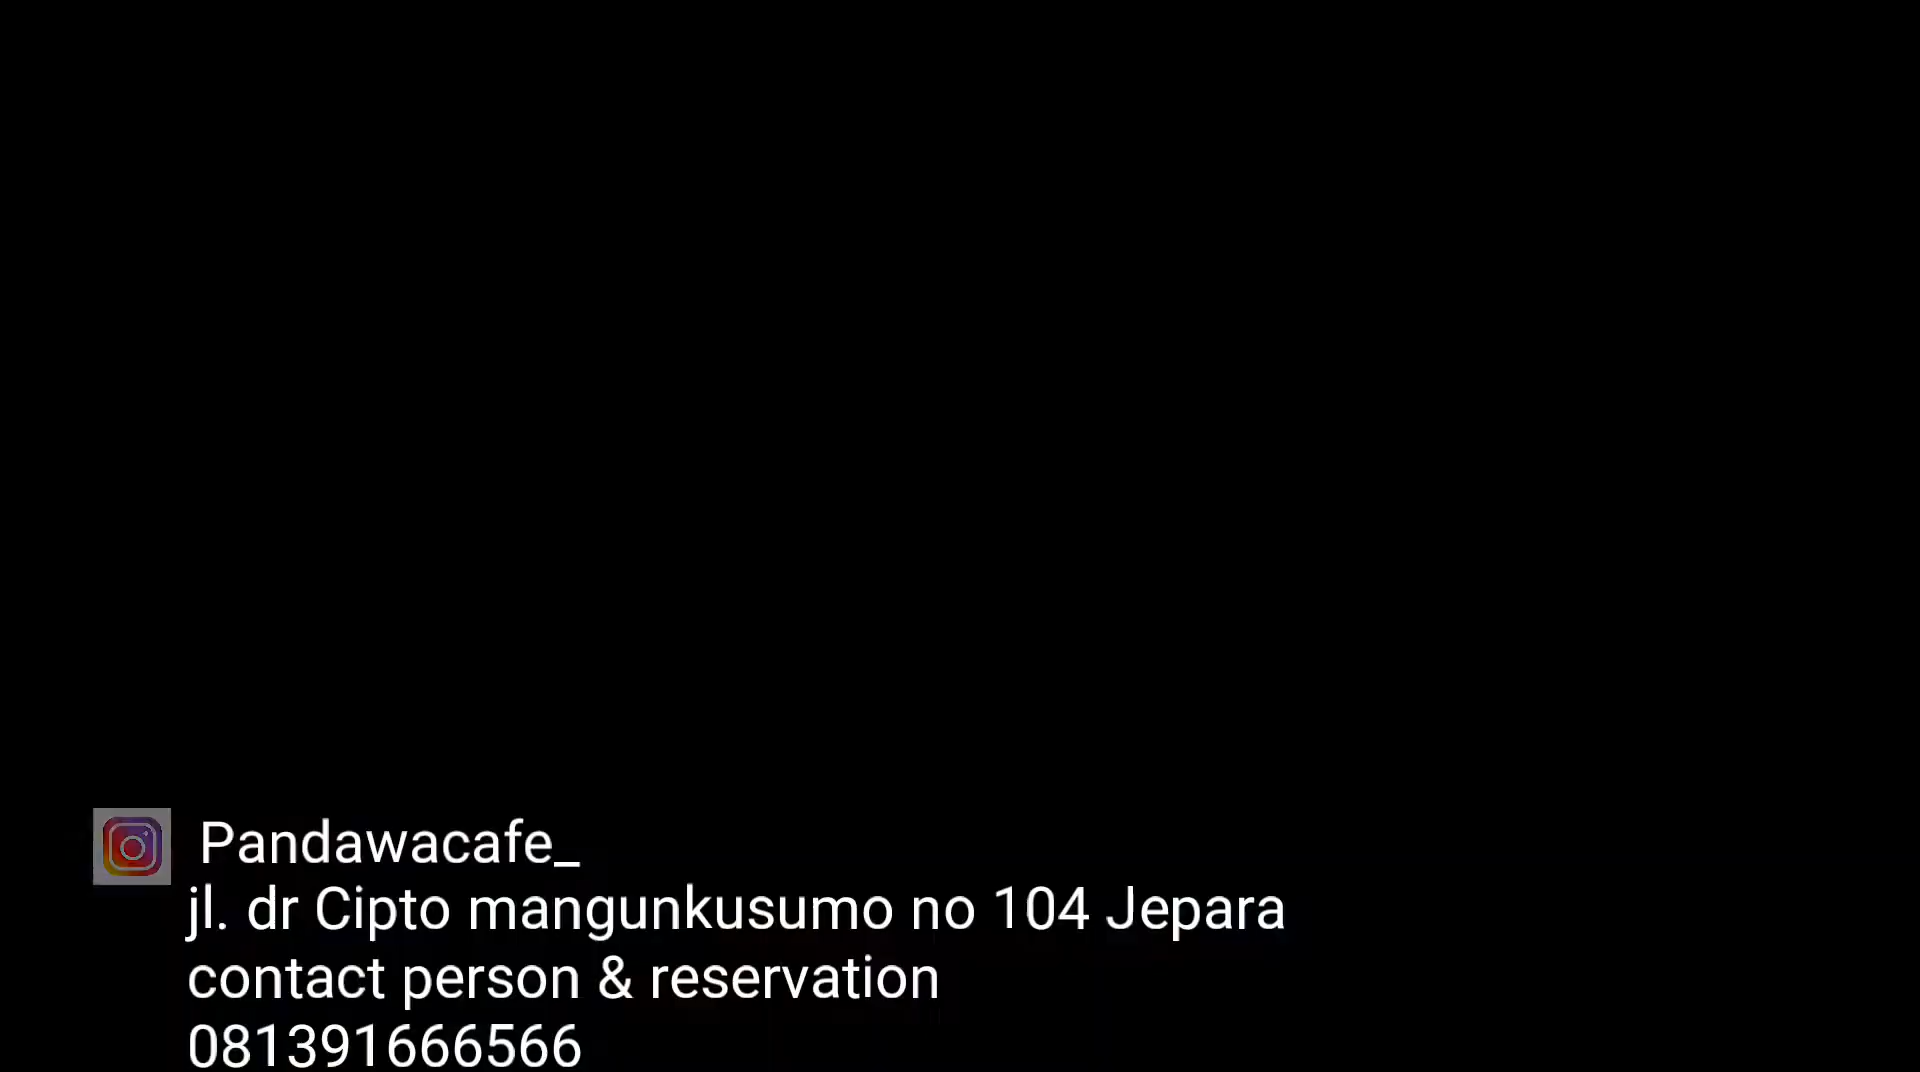 Pandawacafe_
jl. dr Cipto mangunkusumo no 104 Jepara
contact person & reservation
081391666566